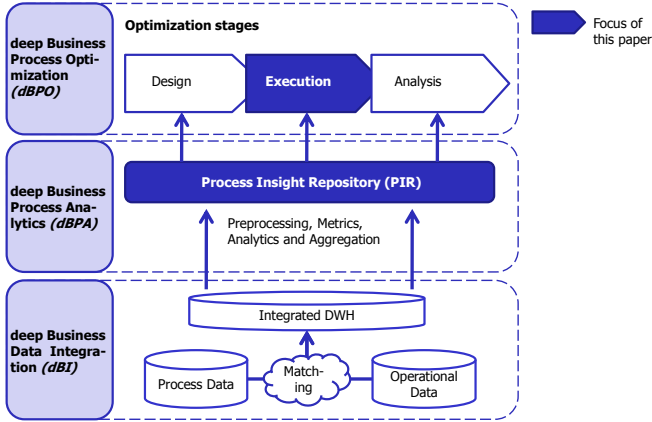 deep Business
Process Opti-
mization
(dBPO)
Optimization stages
Design
Execution
Analysis
Focus of
this paper
deep Business
Process Ana-
lytics (dBPA)
Process Insight Repository (PIR)
Preprocessing, Metrics,
Analytics and Aggregation
deep Business
Data Integra-
tion (dBI)
Integrated DWH
Process Data
Match-
ing
Operational
Data